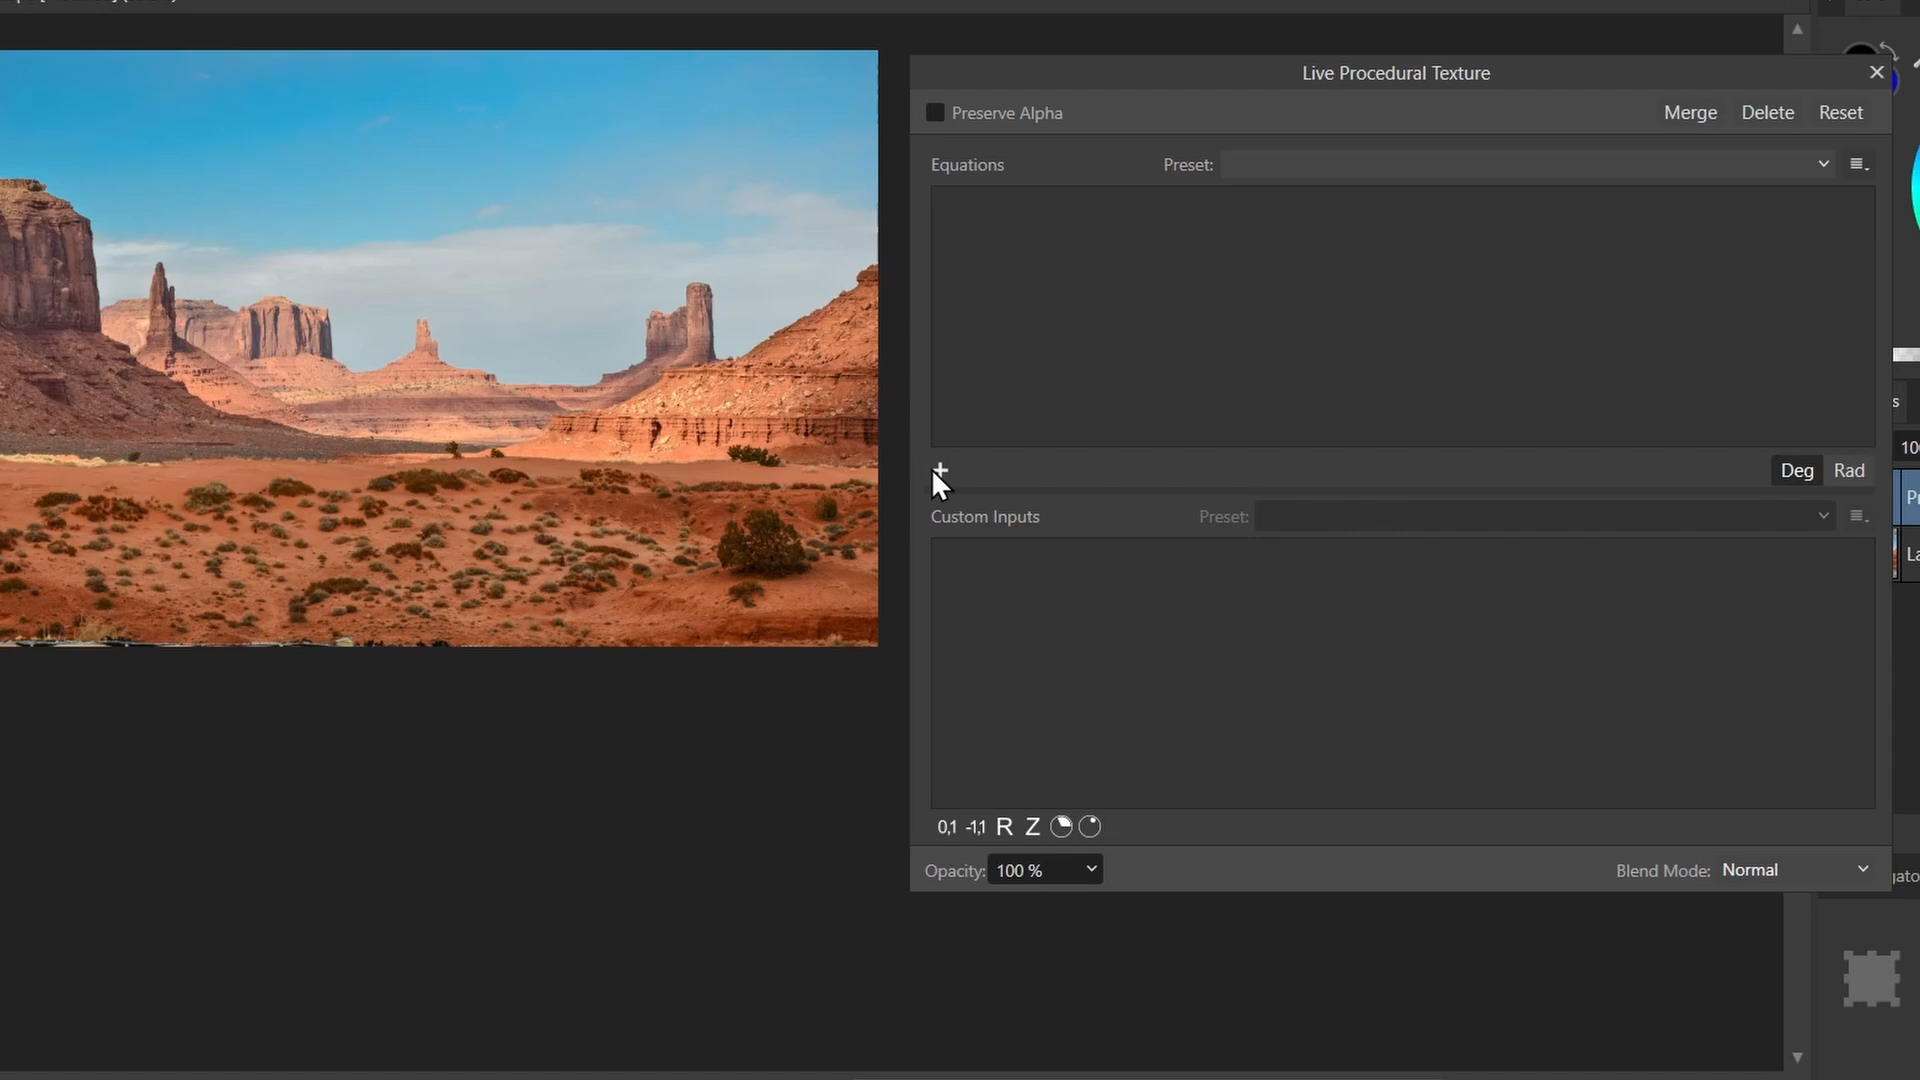 Live Procedural Texture
Preserve Alpha
Merge Delete Reset
Equations Preset:
Deg Rad
Custom Inputs Preset:
0,1 -1,1 R Z
Opacity: 100 %
Blend Mode: Normal